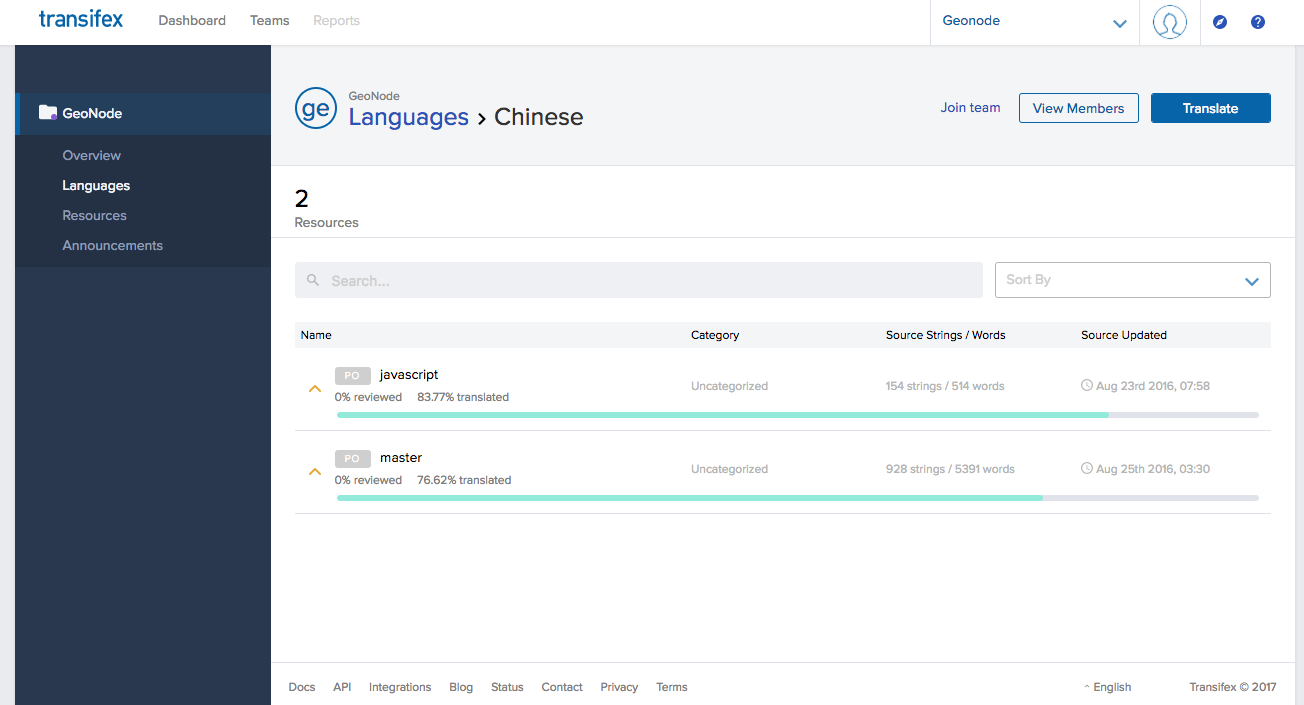 transifex Dashboard Teams Reports Geonode
GeoNode
Overview
Languages
Resources
Announcements
ge GeoNode
Languages > Chinese
Join team View Members Translate
2
Resources
Search... Sort By
Name Category Source Strings / Words Source Updated
PO javascript
0% reviewed 83.77% translated Uncategorized 154 strings / 514 words Aug 23rd 2016, 07:58
PO master
0% reviewed 76.62% translated Uncategorized 928 strings / 5391 words Aug 25th 2016, 03:30
Docs API Integrations Blog Status Contact Privacy Terms English Transifex © 2017